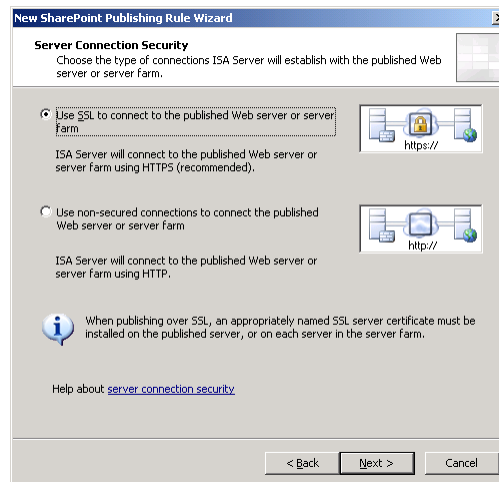 New SharePoint Publishing Rule Wizard
Server Connection Security
Choose the type of connections ISA Server will establish with the published Web
server or server farm.
Use SSL to connect to the published Web server or server
farm
https://
ISA Server will connect to the published Web server or
server farm using HTTPS (recommended).
Use non-secured connections to connect the published
Web server or server farm
http://
ISA Server will connect to the published Web server or
server farm using HTTP.
When publishing over SSL, an appropriately named SSL server certificate must be
installed on the published server, or on each server in the server farm.
Help about server connection security
< Back Next > Cancel